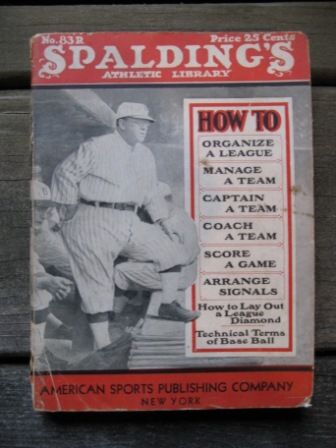 No. 83R Price 25 Cents
SPALDING'S
ATHLETIC LIBRARY
HOW TO
ORGANIZE
A LEAGUE
MANAGE
A TEAM
CAPTAIN
A TEAM
COACH
A TEAM
SCORE
A GAME
ARRANGE
SIGNALS
How to Lay Out
a League
Diamond
Technical Terms
of Base Ball
AMERICAN SPORTS PUBLISHING COMPANY
NEW YORK